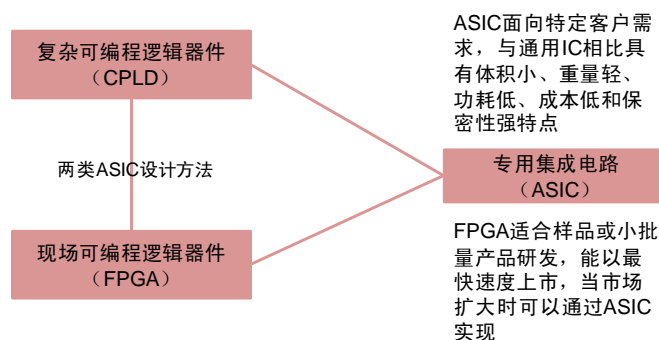 复杂可编程逻辑器件
（CPLD）
两类ASIC设计方法
现场可编程逻辑器件
（FPGA）
ASIC面向特定客户需
求，与通用IC相比具
有体积小、重量轻、
功耗低、成本低和保
密性强特点
专用集成电路
（ASIC）
FPGA适合样品或小批
量产品研发，能以最
快速度上市，当市场
扩大时可以通过ASIC
实现